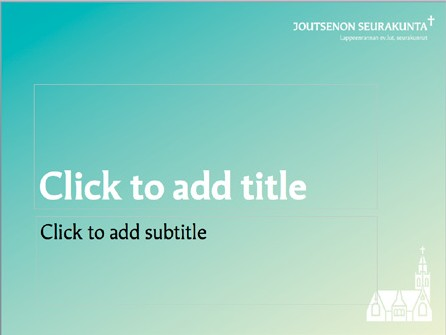 JOUTSENON SEURAKUNTA
Lappeenrannan ev.lut. seurakunnat
Click to add title
Click to add subtitle